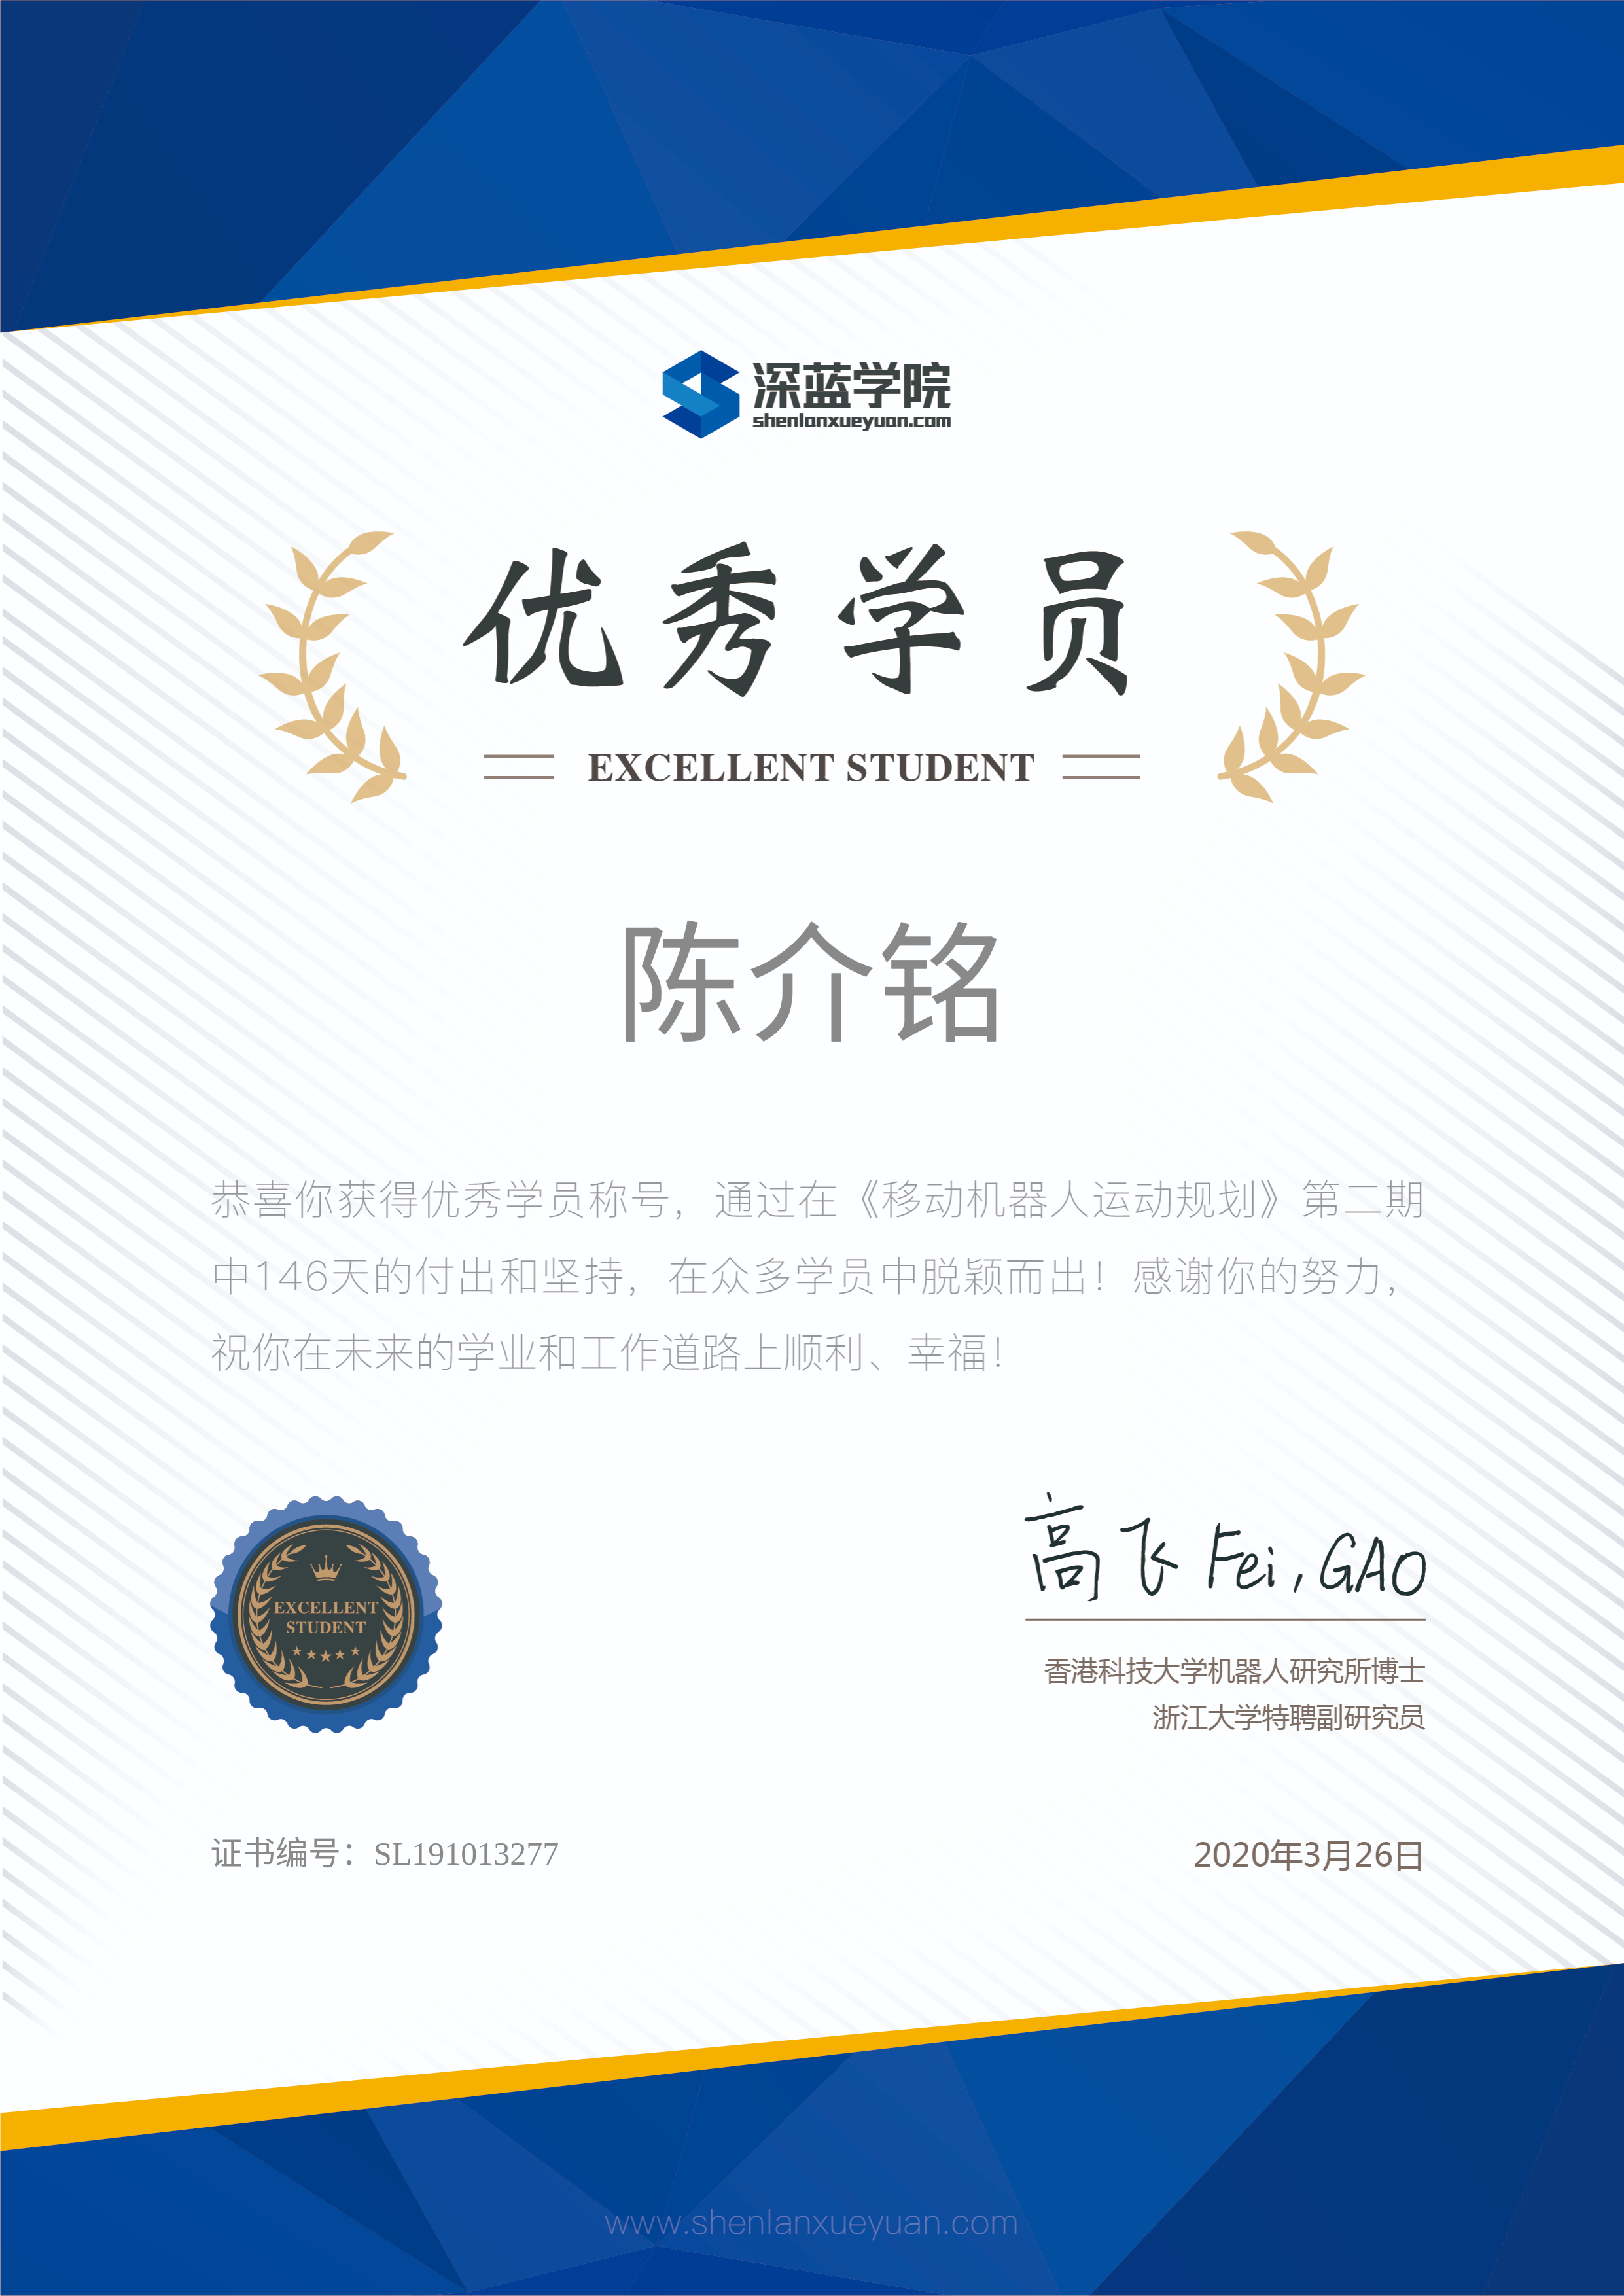 深蓝学院
shenlanxueyuan.com
优秀学员
EXCELLENT STUDENT
陈介铭
恭喜你获得优秀学员称号，通过在《移动机器人运动规划》第二期
中146天的付出和坚持，在众多学员中脱颖而出！感谢你的努力，
祝你在未来的学业和工作道路上顺利、幸福！
EXCELLENT
STUDENT
高飞 Fei, GAO
香港科技大学机器人研究所博士
浙江大学特聘副研究员
证书编号：SL191013277
2020年3月26日
www.shenlanxueyuan.com